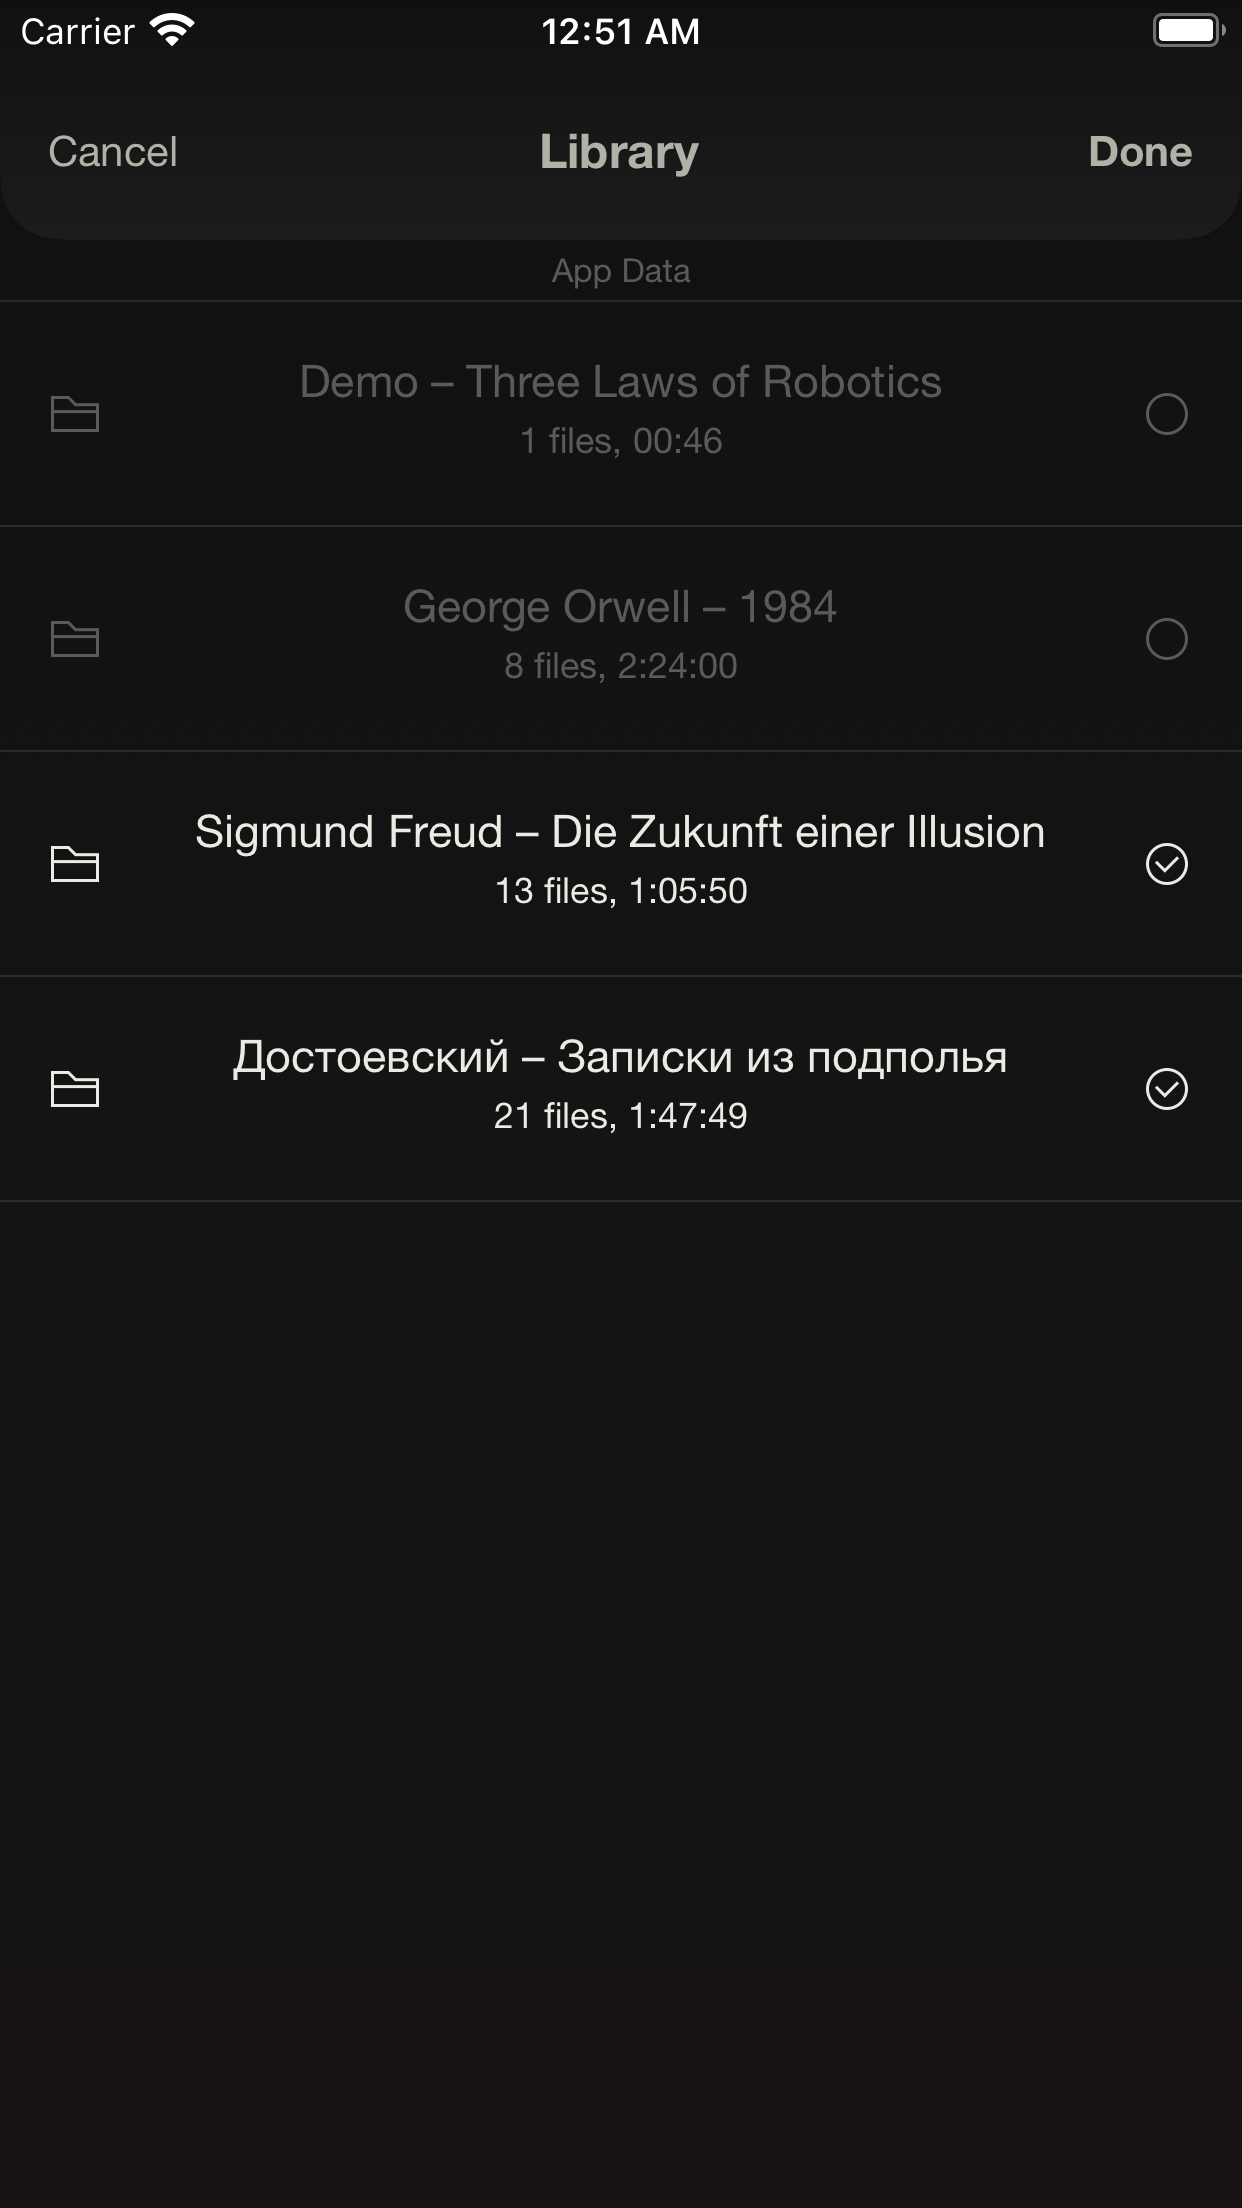 Carrier 12:51 AM
Cancel Library Done
App Data
Demo – Three Laws of Robotics
1 files, 00:46
George Orwell – 1984
8 files, 2:24:00
Sigmund Freud – Die Zukunft einer Illusion
13 files, 1:05:50
Достоевский – Записки из подполья
21 files, 1:47:49